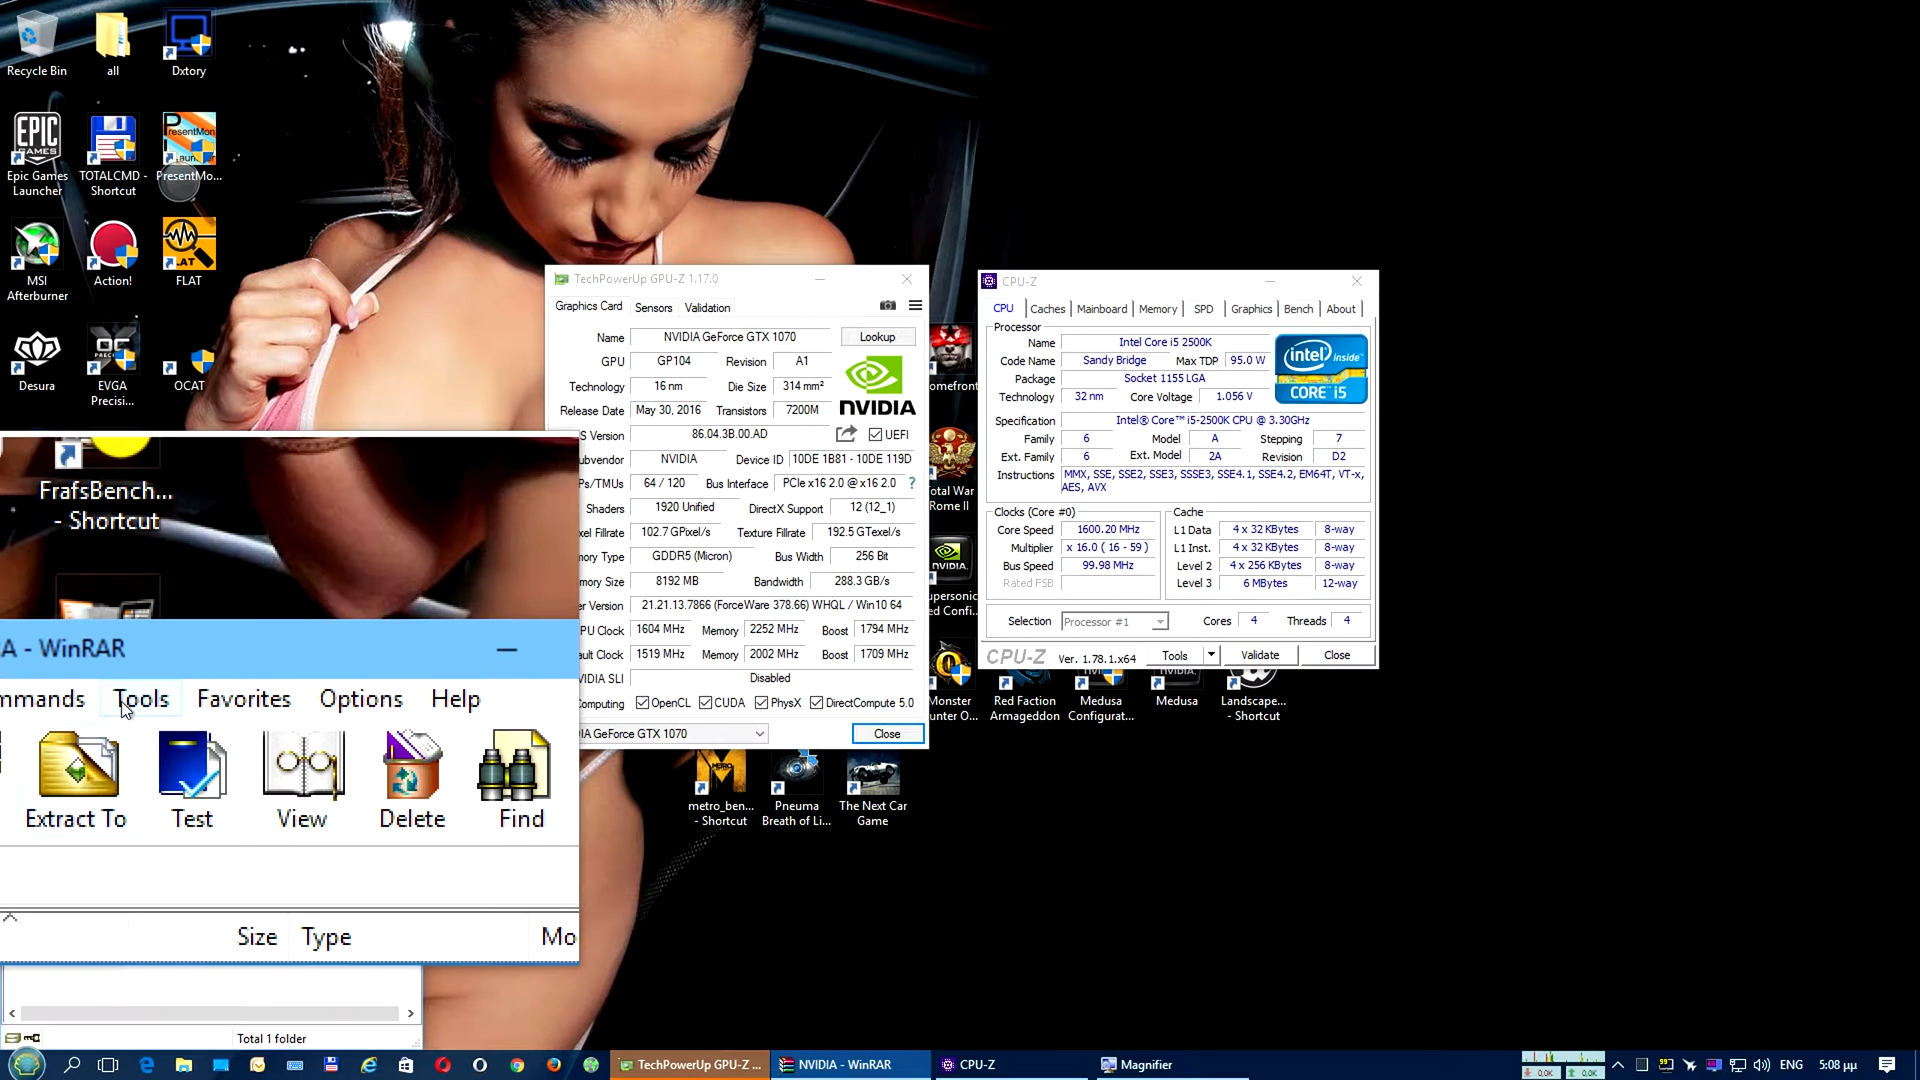 Recycle Bin
all
Dxtory
EPIC GAMES
Epic Games Launcher
TOTALCMD - Shortcut
PresentMo...
MSI Afterburner
Action!
FLAT
Desura
EVGA Precisi...
OCAT
FrafsBench... - Shortcut
A - WinRAR
mmands Tools Favorites Options Help
Extract To Test View Delete Find
Size Type Mo
Total 1 folder
TechPowerUp GPU-Z 1.17.0
Graphics Card Sensors Validation
Name NVIDIA GeForce GTX 1070 Lookup
GPU GP104 Revision A1
Technology 16 nm Die Size 314 mm²
Release Date May 30, 2016 Transistors 7200M
NVIDIA
S Version 86.04.3B.00.AD UEFI
ubvendor NVIDIA Device ID 10DE 1B81 - 10DE 119D
Ps/TMUs 64 / 120 Bus Interface PCIe x16 2.0 @ x16 2.0 ?
Shaders 1920 Unified DirectX Support 12 (12_1)
xel Fillrate 102.7 GPixel/s Texture Fillrate 192.5 GTexel/s
mory Type GDDR5 (Micron) Bus Width 256 Bit
mory Size 8192 MB Bandwidth 288.3 GB/s
er Version 21.21.13.7866 (ForceWare 378.66) WHQL / Win10 64
PU Clock 1604 MHz Memory 2252 MHz Boost 1794 MHz
ault Clock 1519 MHz Memory 2002 MHz Boost 1709 MHz
VIDIA SLI Disabled
omputing OpenCL CUDA PhysX DirectCompute 5.0
IA GeForce GTX 1070 Close
CPU-Z
CPU Caches Mainboard Memory SPD Graphics Bench About
Processor
Name Intel Core i5 2500K
Code Name Sandy Bridge Max TDP 95.0 W
Package Socket 1155 LGA
Technology 32 nm Core Voltage 1.056 V
intel inside CORE i5
Specification Intel® Core™ i5-2500K CPU @ 3.30GHz
Family 6 Model A Stepping 7
Ext. Family 6 Ext. Model 2A Revision D2
Instructions MMX, SSE, SSE2, SSE3, SSSE3, SSE4.1, SSE4.2, EM64T, VT-x,
AES, AVX
Clocks (Core #0)
Core Speed 1600.20 MHz
Multiplier x 16.0 ( 16 - 59 )
Bus Speed 99.98 MHz
Rated FSB
Cache
L1 Data 4 x 32 KBytes 8-way
L1 Inst. 4 x 32 KBytes 8-way
Level 2 4 x 256 KBytes 8-way
Level 3 6 MBytes 12-way
Selection Processor #1 Cores 4 Threads 4
CPU-Z Ver. 1.78.1.x64 Tools Validate Close
omefront
otal War
Rome II
NVIDIA.
upersonic
ed Confi...
Monster
unter O...
Red Faction Armageddon
Medusa Configurat...
Medusa
Landscape... - Shortcut
metro_ben... - Shortcut
Pneuma Breath of Li...
The Next Car Game
TechPowerUp GPU-Z ...
NVIDIA - WinRAR
CPU-Z
Magnifier
0,0K
0,0K
ENG
5:08 μμ